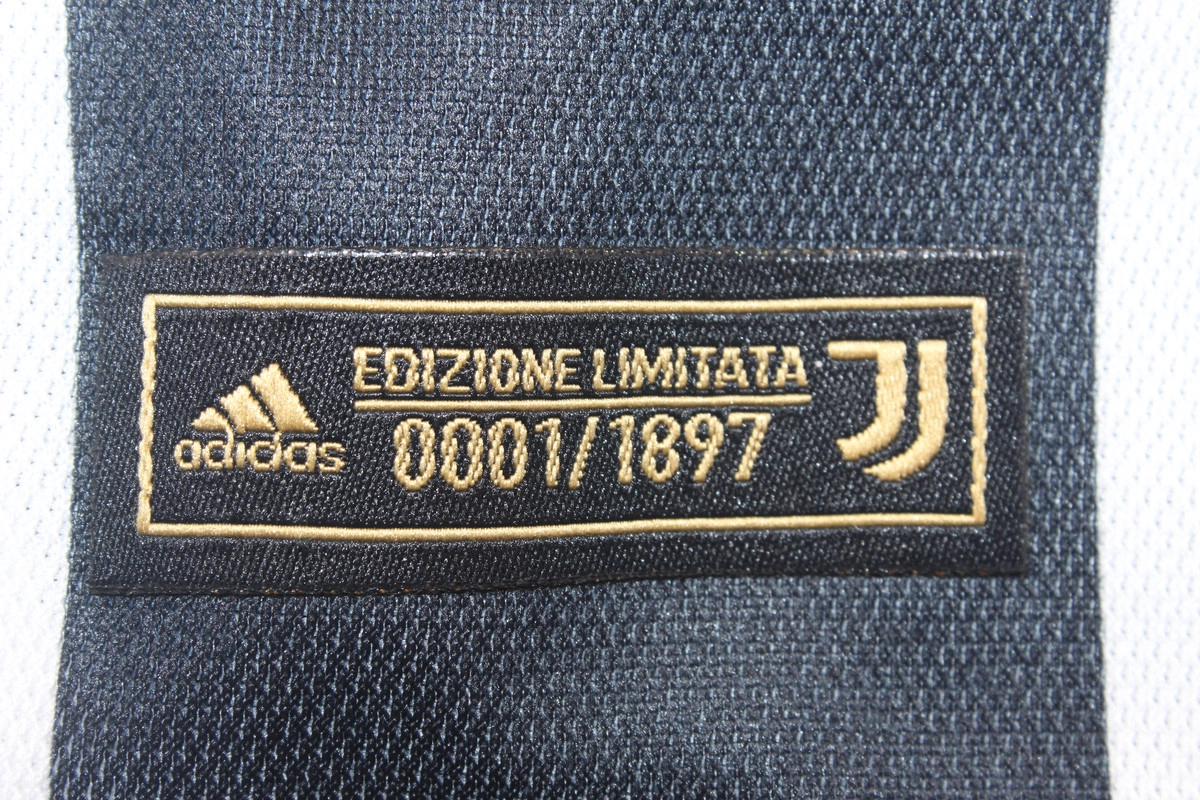 EDIZIONE LIMITATA
adidas
0001/1897